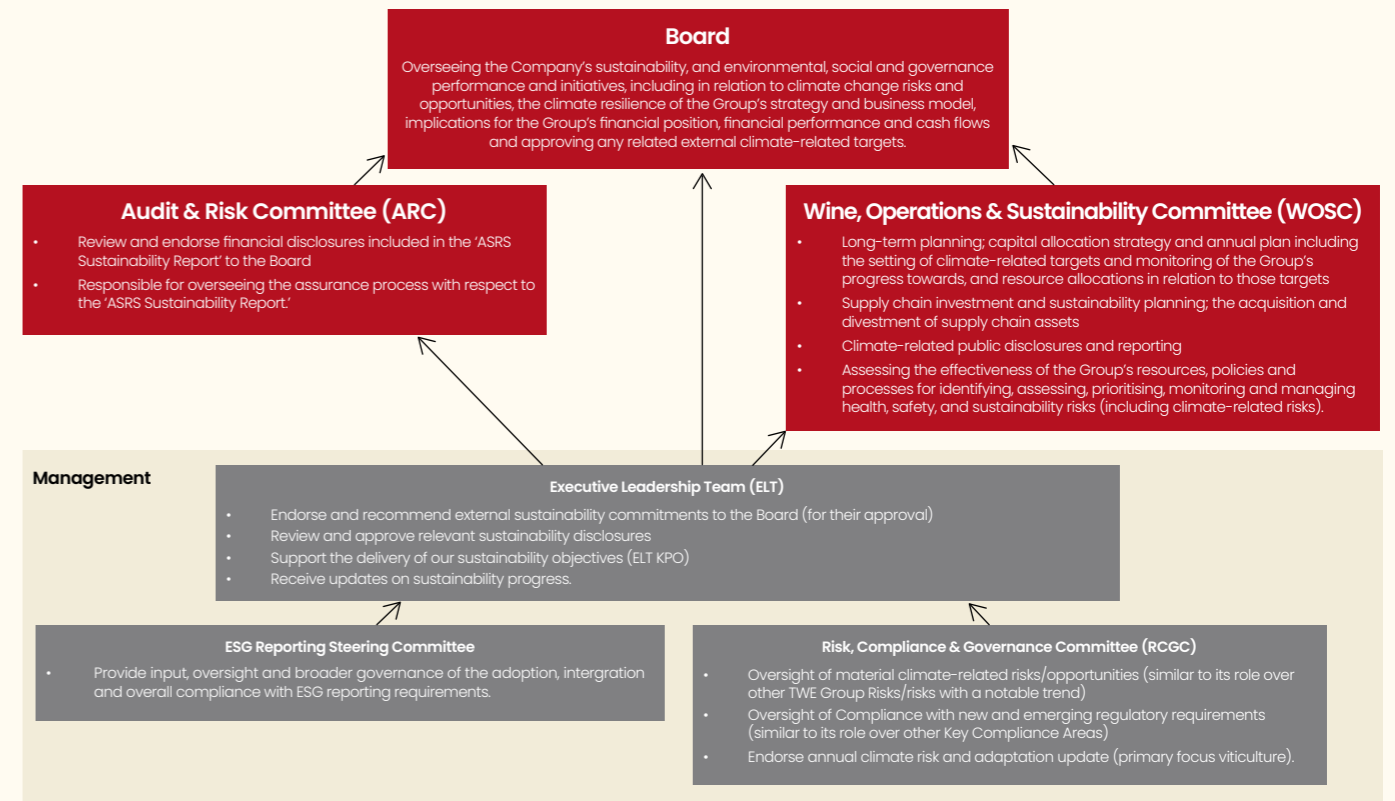 Board
Overseeing the Company's sustainability, and environmental, social and governance
performance and initiatives, including in relation to climate change risks and
opportunities, the climate resilience of the Group's strategy and business model,
implications for the Group's financial position, financial performance and cash flows
and approving any related external climate-related targets.
Audit & Risk Committee (ARC)
• Review and endorse financial disclosures included in the 'ASRS
Sustainability Report' to the Board
• Responsible for overseeing the assurance process with respect to
the 'ASRS Sustainability Report.'
Wine, Operations & Sustainability Committee (WOSC)
• Long-term planning; capital allocation strategy and annual plan including
the setting of climate-related targets and monitoring of the Group's
progress towards, and resource allocations in relation to those targets
• Supply chain investment and sustainability planning; the acquisition and
divestment of supply chain assets
• Climate-related public disclosures and reporting
• Assessing the effectiveness of the Group's resources, policies and
processes for identifying, assessing, prioritising, monitoring and managing
health, safety, and sustainability risks (including climate-related risks).
Management
Executive Leadership Team (ELT)
• Endorse and recommend external sustainability commitments to the Board (for their approval)
• Review and approve relevant sustainability disclosures
• Support the delivery of our sustainability objectives (ELT KPO)
• Receive updates on sustainability progress.
ESG Reporting Steering Committee
• Provide input, oversight and broader governance of the adoption, intergration
and overall compliance with ESG reporting requirements.
Risk, Compliance & Governance Committee (RCGC)
• Oversight of material climate-related risks/opportunities (similar to its role over
other TWE Group Risks/risks with a notable trend)
• Oversight of Compliance with new and emerging regulatory requirements
(similar to its role over other Key Compliance Areas)
• Endorse annual climate risk and adaptation update (primary focus viticulture).